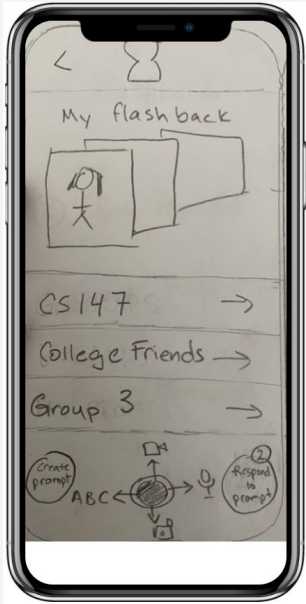 My flashback
CS147
College Friends
Group 3
Create prompt
ABC
2
Respond to prompt